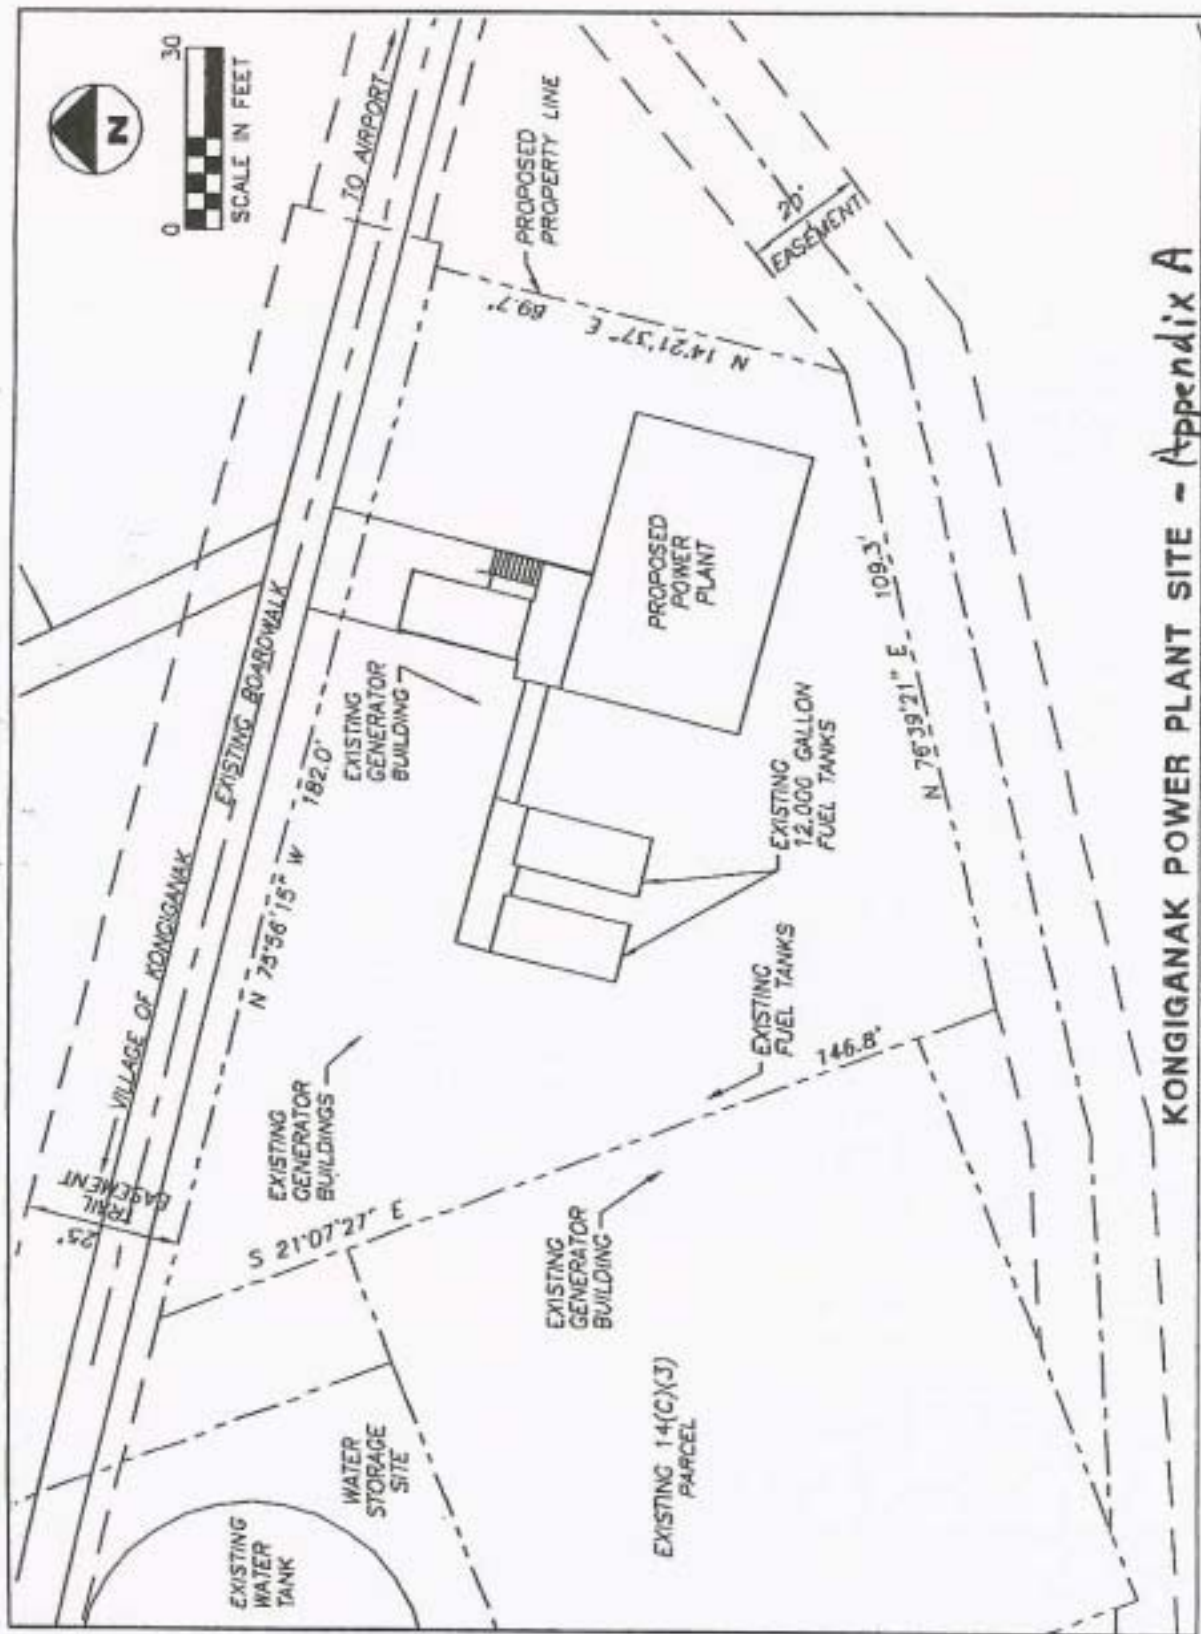 N
0 30
SCALE IN FEET
TO AIRPORT
PROPOSED
PROPERTY LINE
20'
EASEMENT
N 14°21'37" E 69.7'
VILLAGE OF KONGIGANAK
EXISTING BOARDWALK
N 75°56'15" W 182.0'
25'
TRAIL
EASEMENT
EXISTING
GENERATOR
BUILDING
PROPOSED
POWER
PLANT
N 76°39'21" E 109.3'
EXISTING
12,000 GALLON
FUEL TANKS
EXISTING
GENERATOR
BUILDINGS
EXISTING
FUEL TANKS
S 21°07'27" E 146.8'
EXISTING
GENERATOR
BUILDING
EXISTING
WATER
TANK
WATER
STORAGE
SITE
EXISTING 14(C)(3)
PARCEL
KONGIGANAK POWER PLANT SITE - Appendix A